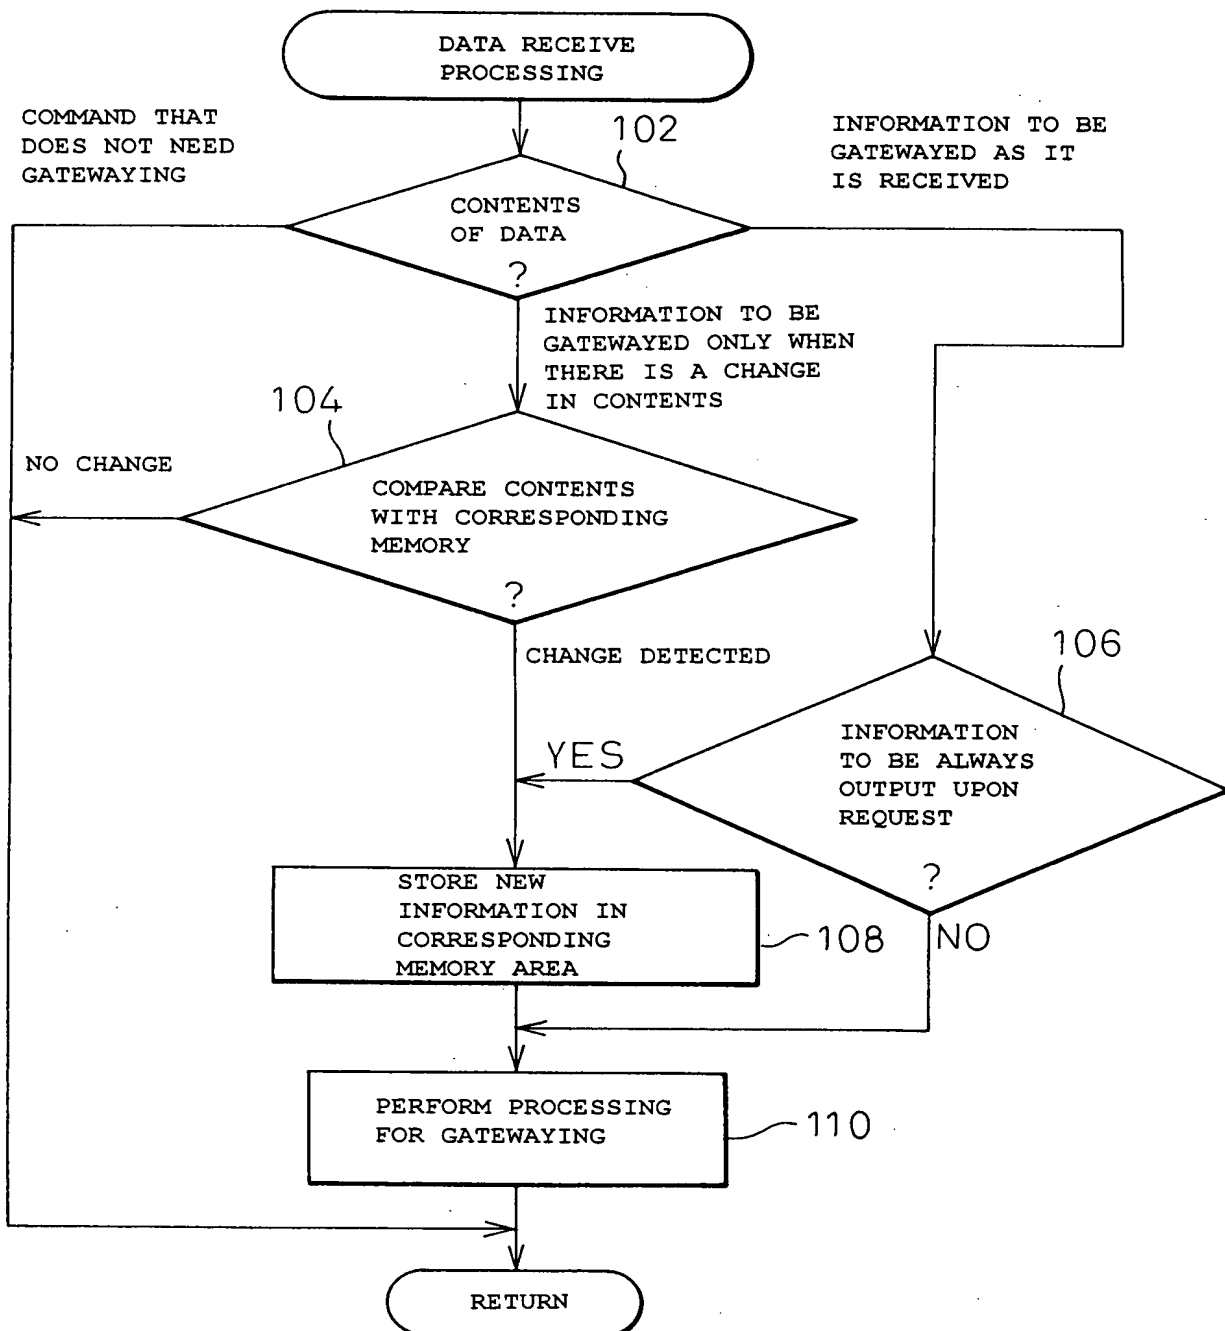 DATA RECEIVE
PROCESSING
COMMAND THAT
DOES NOT NEED
GATEWAYING
102
INFORMATION TO BE
GATEWAYED AS IT
IS RECEIVED
CONTENTS
OF DATA
?
INFORMATION TO BE
GATEWAYED ONLY WHEN
THERE IS A CHANGE
IN CONTENTS
104
NO CHANGE
COMPARE CONTENTS
WITH CORRESPONDING
MEMORY
?
CHANGE DETECTED
106
INFORMATION
TO BE ALWAYS
OUTPUT UPON
REQUEST
?
YES
NO
STORE NEW
INFORMATION IN
CORRESPONDING
MEMORY AREA
108
PERFORM PROCESSING
FOR GATEWAYING
110
RETURN